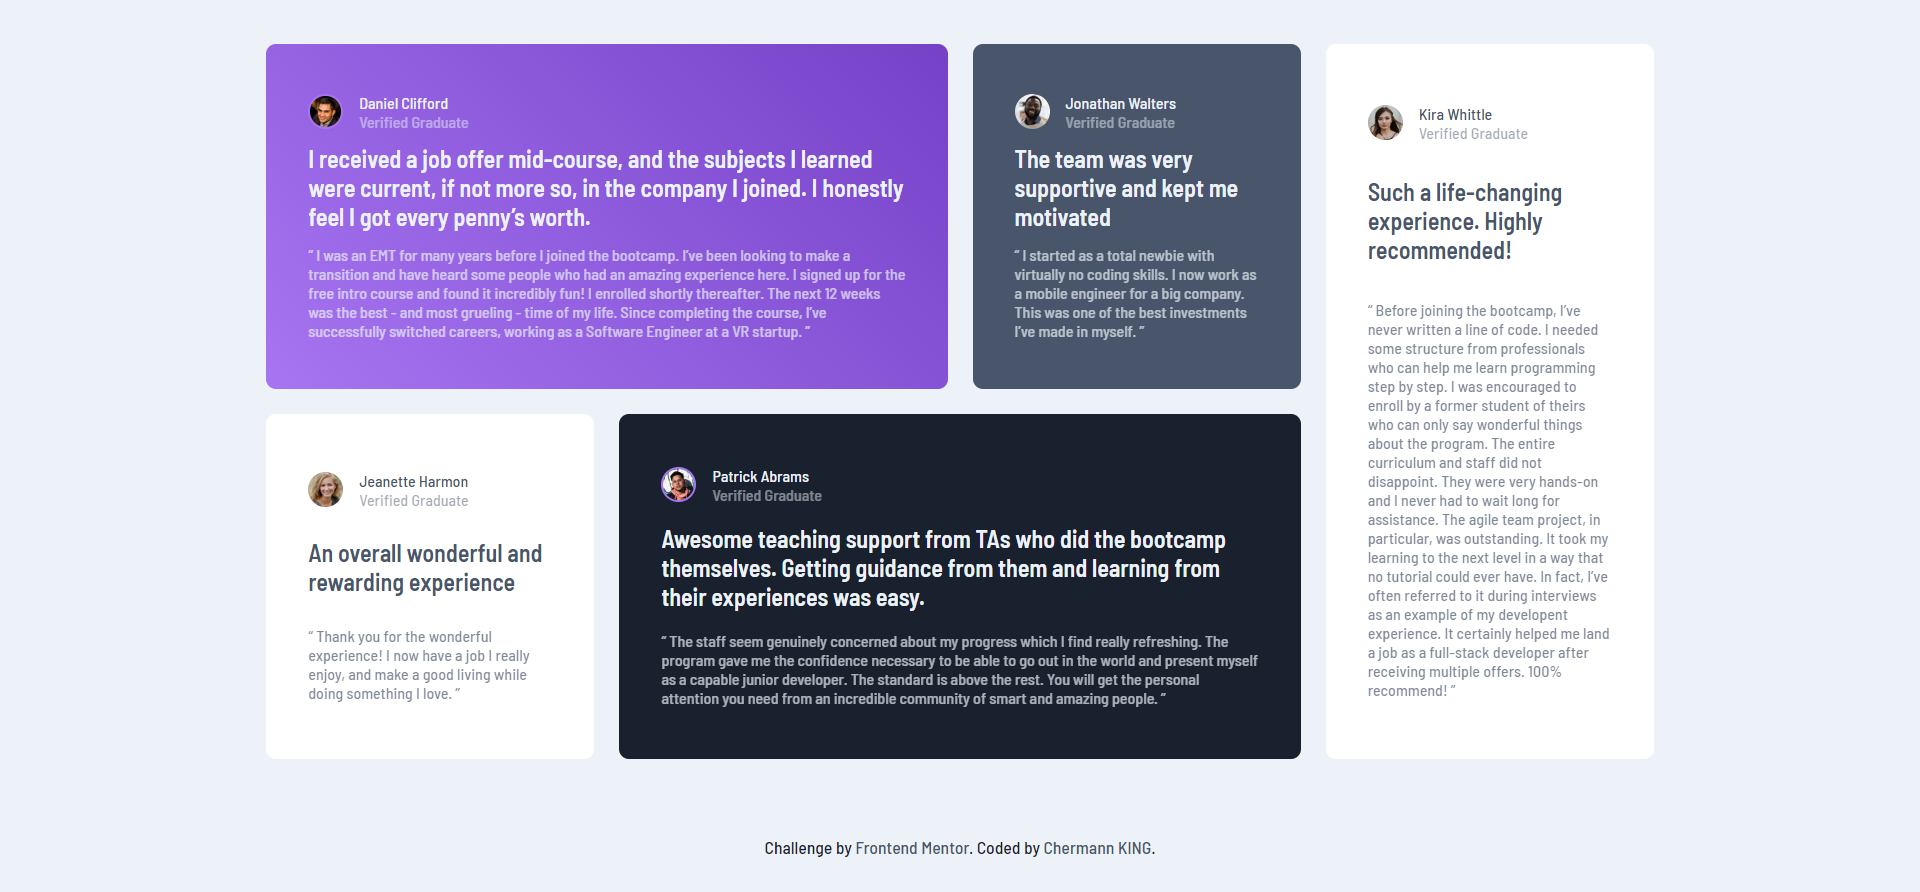 Daniel Clifford
Verified Graduate
I received a job offer mid-course, and the subjects I learned
were current, if not more so, in the company I joined. I honestly
feel I got every penny’s worth.
“ I was an EMT for many years before I joined the bootcamp. I’ve been looking to make a
transition and have heard some people who had an amazing experience here. I signed up for the
free intro course and found it incredibly fun! I enrolled shortly thereafter. The next 12 weeks
was the best - and most grueling - time of my life. Since completing the course, I’ve
successfully switched careers, working as a Software Engineer at a VR startup. ”
Jonathan Walters
Verified Graduate
The team was very
supportive and kept me
motivated
“ I started as a total newbie with
virtually no coding skills. I now work as
a mobile engineer for a big company.
This was one of the best investments
I’ve made in myself. ”
Kira Whittle
Verified Graduate
Such a life-changing
experience. Highly
recommended!
“ Before joining the bootcamp, I’ve
never written a line of code. I needed
some structure from professionals
who can help me learn programming
step by step. I was encouraged to
enroll by a former student of theirs
who can only say wonderful things
about the program. The entire
curriculum and staff did not
disappoint. They were very hands-on
and I never had to wait long for
assistance. The agile team project, in
particular, was outstanding. It took my
learning to the next level in a way that
no tutorial could ever have. In fact, I’ve
often referred to it during interviews
as an example of my developent
experience. It certainly helped me land
a job as a full-stack developer after
receiving multiple offers. 100%
recommend! ”
Jeanette Harmon
Verified Graduate
An overall wonderful and
rewarding experience
“ Thank you for the wonderful
experience! I now have a job I really
enjoy, and make a good living while
doing something I love. ”
Patrick Abrams
Verified Graduate
Awesome teaching support from TAs who did the bootcamp
themselves. Getting guidance from them and learning from
their experiences was easy.
“ The staff seem genuinely concerned about my progress which I find really refreshing. The
program gave me the confidence necessary to be able to go out in the world and present myself
as a capable junior developer. The standard is above the rest. You will get the personal
attention you need from an incredible community of smart and amazing people. ”
Challenge by Frontend Mentor. Coded by Chermann KING.